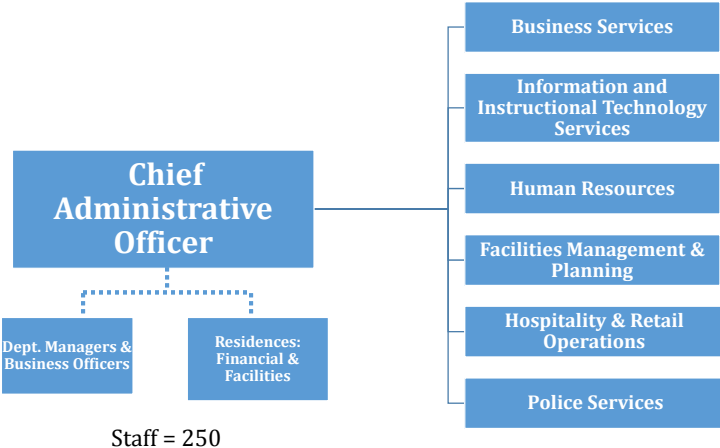 Business Services
Information and
Instructional Technology
Services
Chief
Administrative
Officer
Human Resources
Facilities Management &
Planning
Dept. Managers &
Business Officers
Residences:
Financial &
Facilities
Hospitality & Retail
Operations
Police Services
Staff = 250